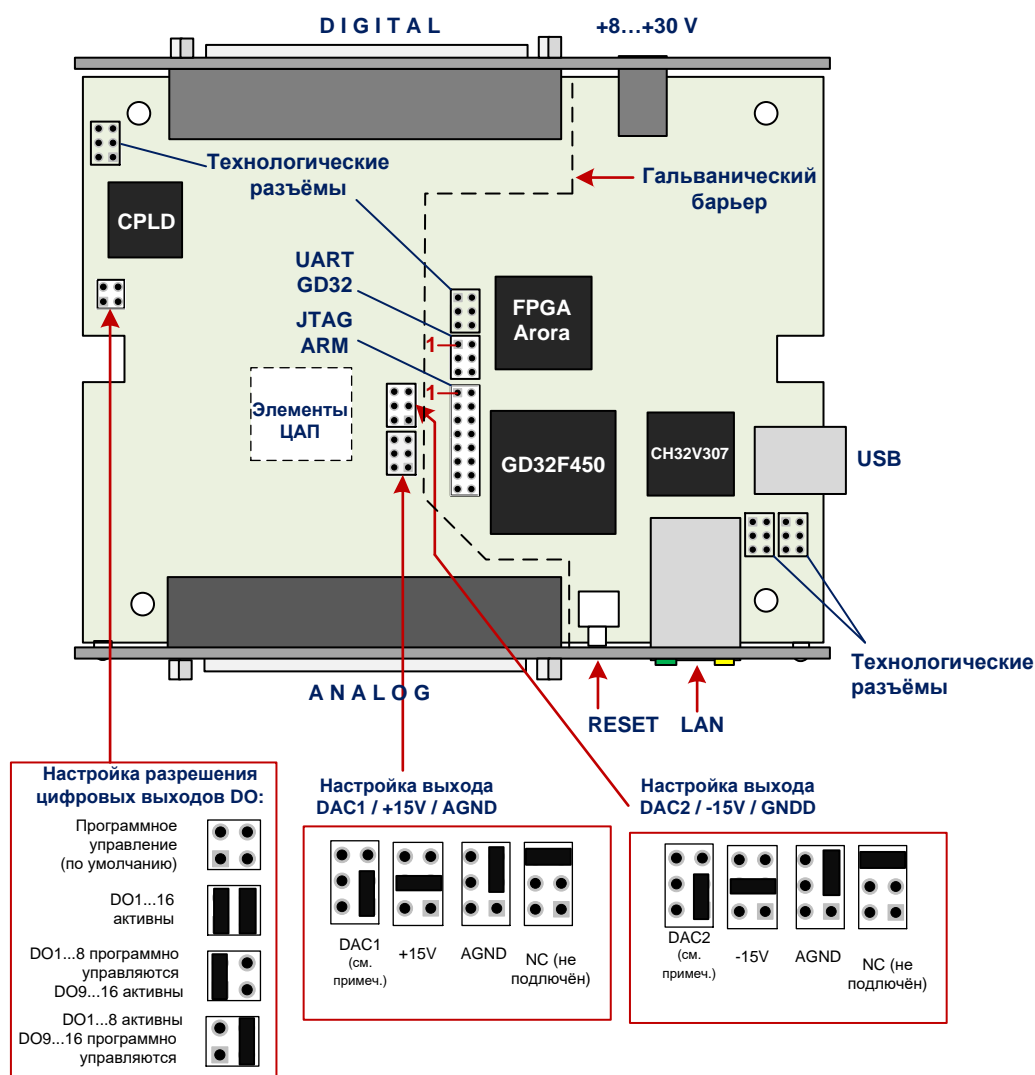 D I G I T A L
+8...+30 V
Технологические
разъёмы
Гальванический
барьер
CPLD
UART
GD32
FPGA
Arora
JTAG
ARM
1
1
Элементы
ЦАП
GD32F450
CH32V307
USB
Технологические
разъёмы
A N A L O G
RESET
LAN
Настройка разрешения
цифровых выходов DO:
Программное
управление
(по умолчанию)
DO1...16
активны
DO1...8 программно
управляются
DO9...16 активны
DO1...8 активны
DO9...16 программно
управляются
Настройка выхода
DAC1 / +15V / AGND
DAC1
(см.
примеч.)
+15V
AGND
NC (не
подключён)
Настройка выхода
DAC2 / -15V / GNDD
DAC2
(см.
примеч.)
-15V
AGND
NC (не
подключён)